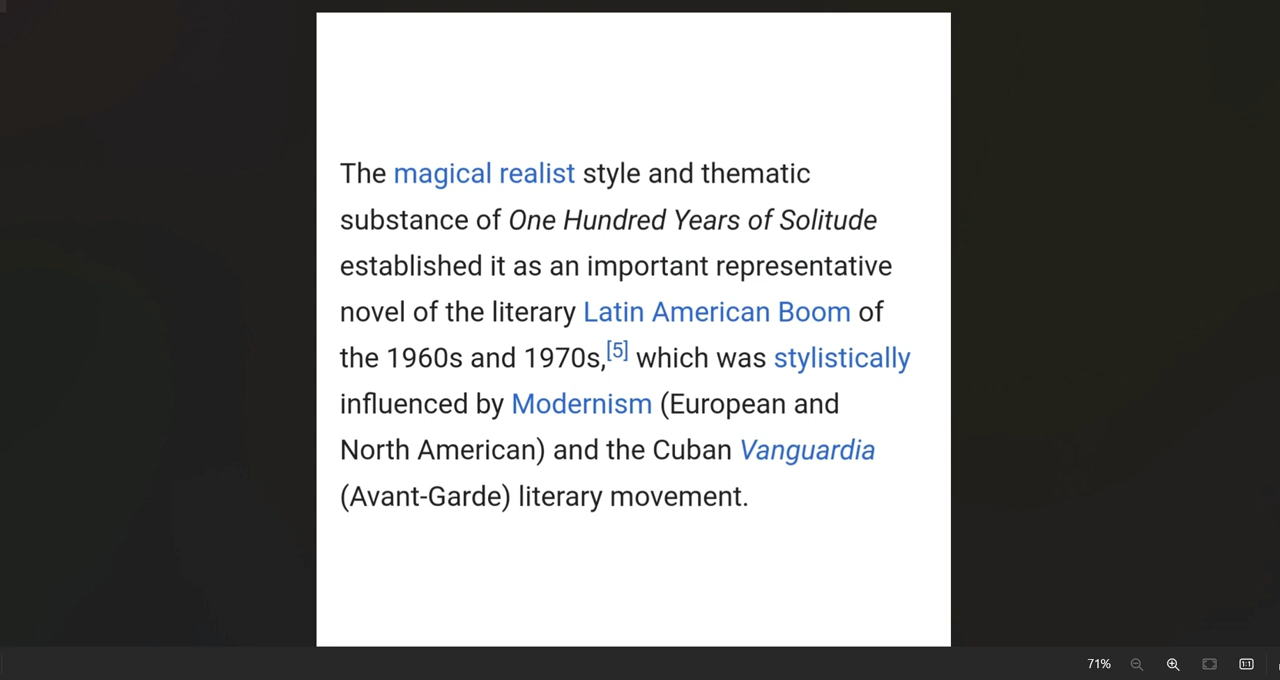 The magical realist style and thematic
substance of One Hundred Years of Solitude
established it as an important representative
novel of the literary Latin American Boom of
the 1960s and 1970s,[5] which was stylistically
influenced by Modernism (European and
North American) and the Cuban Vanguardia
(Avant-Garde) literary movement.
71%
1:1